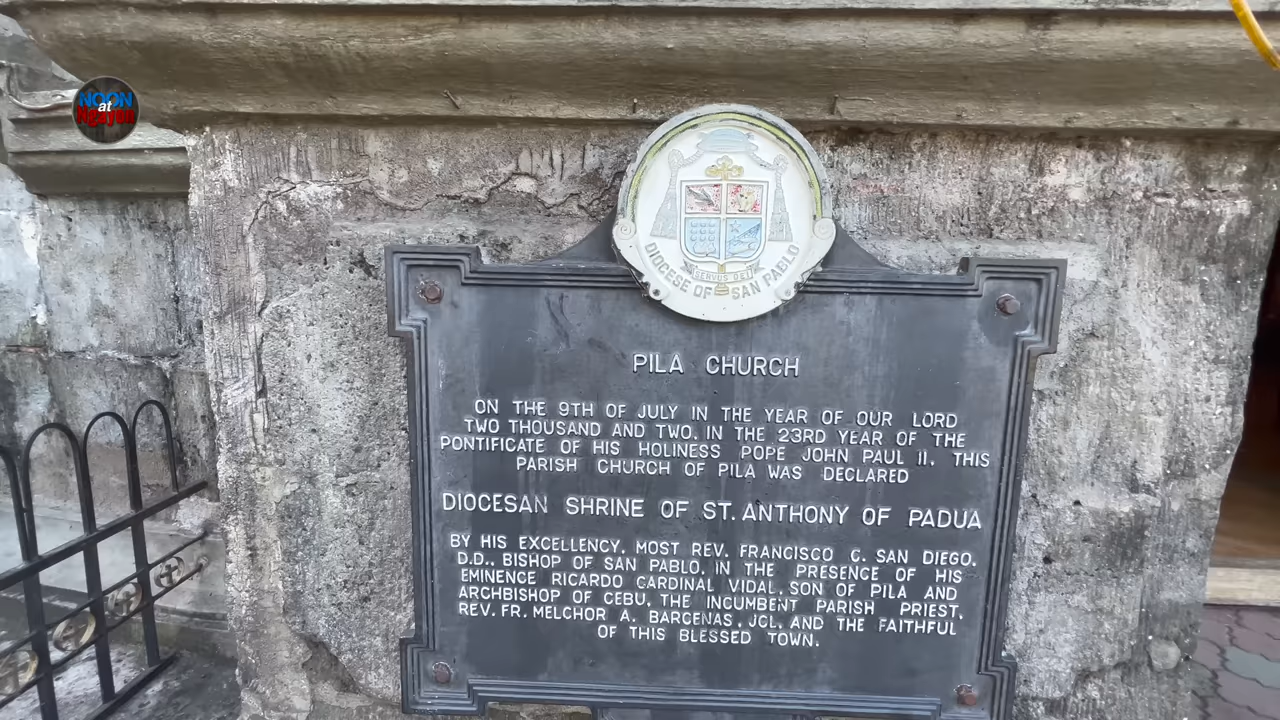 NOON
at
Ngayon
SERVUS DEI
DIOCESE OF SAN PABLO
PILA CHURCH
ON THE 9TH OF JULY IN THE YEAR OF OUR LORD
TWO THOUSAND AND TWO, IN THE 23RD YEAR OF THE
PONTIFICATE OF HIS HOLINESS POPE JOHN PAUL II, THIS
PARISH CHURCH OF PILA WAS DECLARED
DIOCESAN SHRINE OF ST. ANTHONY OF PADUA
BY HIS EXCELLENCY, MOST REV. FRANCISCO C. SAN DIEGO,
D.D., BISHOP OF SAN PABLO, IN THE PRESENCE OF HIS
EMINENCE RICARDO CARDINAL VIDAL, SON OF PILA AND
ARCHBISHOP OF CEBU, THE INCUMBENT PARISH PRIEST,
REV. FR. MELCHOR A. BARCENAS, JCL, AND THE FAITHFUL
OF THIS BLESSED TOWN.